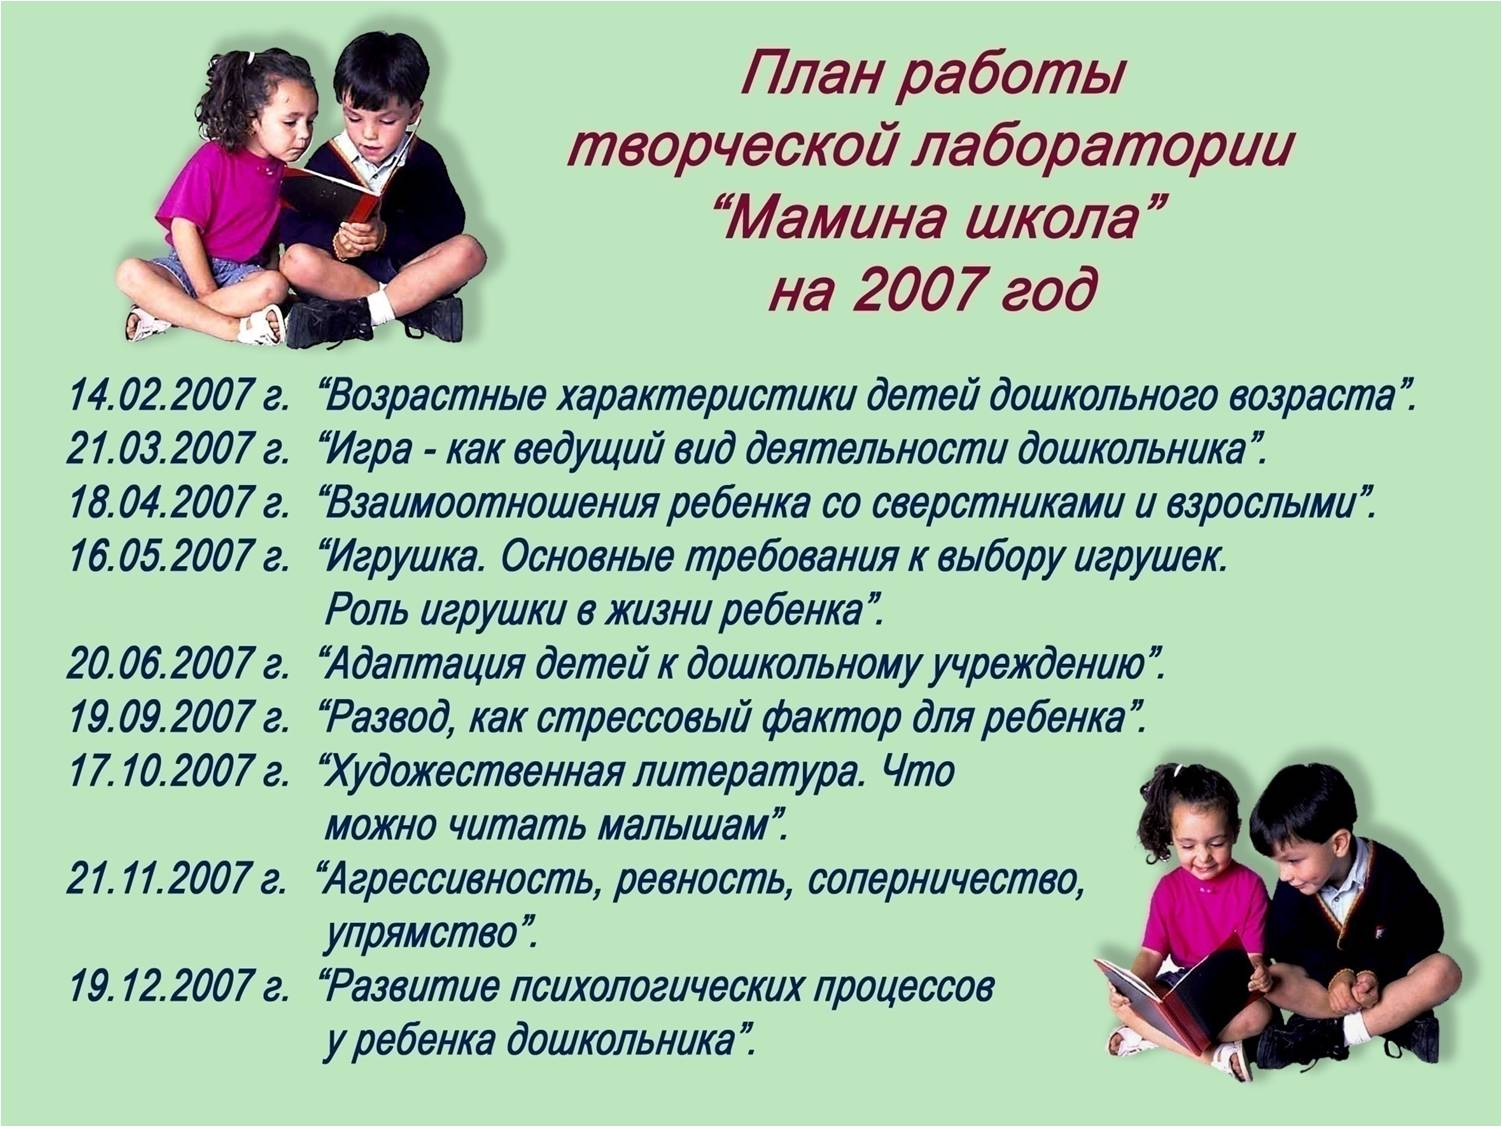 План работы
творческой лаборатории
“Мамина школа”
на 2007 год
14.02.2007 г. “Возрастные характеристики детей дошкольного возраста”.
21.03.2007 г. “Игра - как ведущий вид деятельности дошкольника”.
18.04.2007 г. “Взаимоотношения ребенка со сверстниками и взрослыми”.
16.05.2007 г. “Игрушка. Основные требования к выбору игрушек.
Роль игрушки в жизни ребенка”.
20.06.2007 г. “Адаптация детей к дошкольному учреждению”.
19.09.2007 г. “Развод, как стрессовый фактор для ребенка”.
17.10.2007 г. “Художественная литература. Что
можно читать малышам”.
21.11.2007 г. “Агрессивность, ревность, соперничество,
упрямство”.
19.12.2007 г. “Развитие психологических процессов
у ребенка дошкольника”.